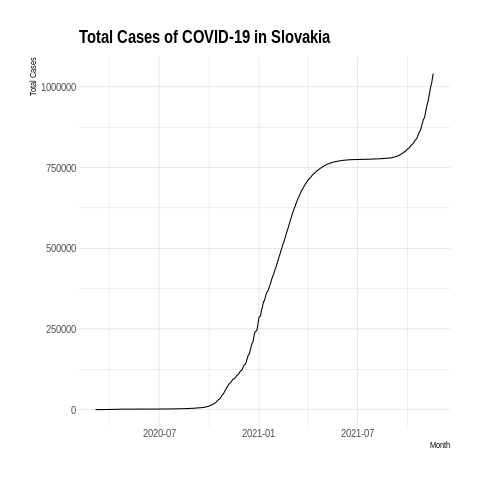 Total Cases of COVID-19 in Slovakia
Total Cases
1000000
750000
500000
250000
0
2020-07 2021-01 2021-07
Month